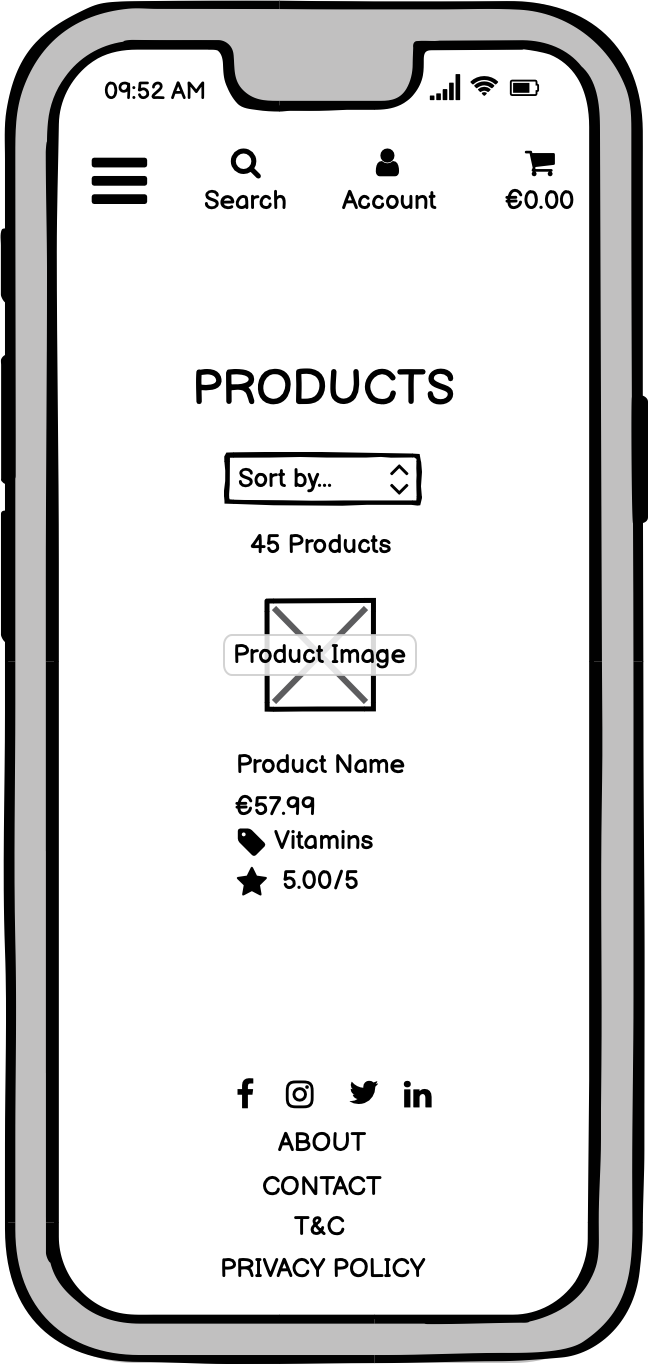 09:52 AM
Search Account €0.00
PRODUCTS
Sort by...
45 Products
Product Image
Product Name
€57.99
Vitamins
5.00/5
ABOUT
CONTACT
T&C
PRIVACY POLICY